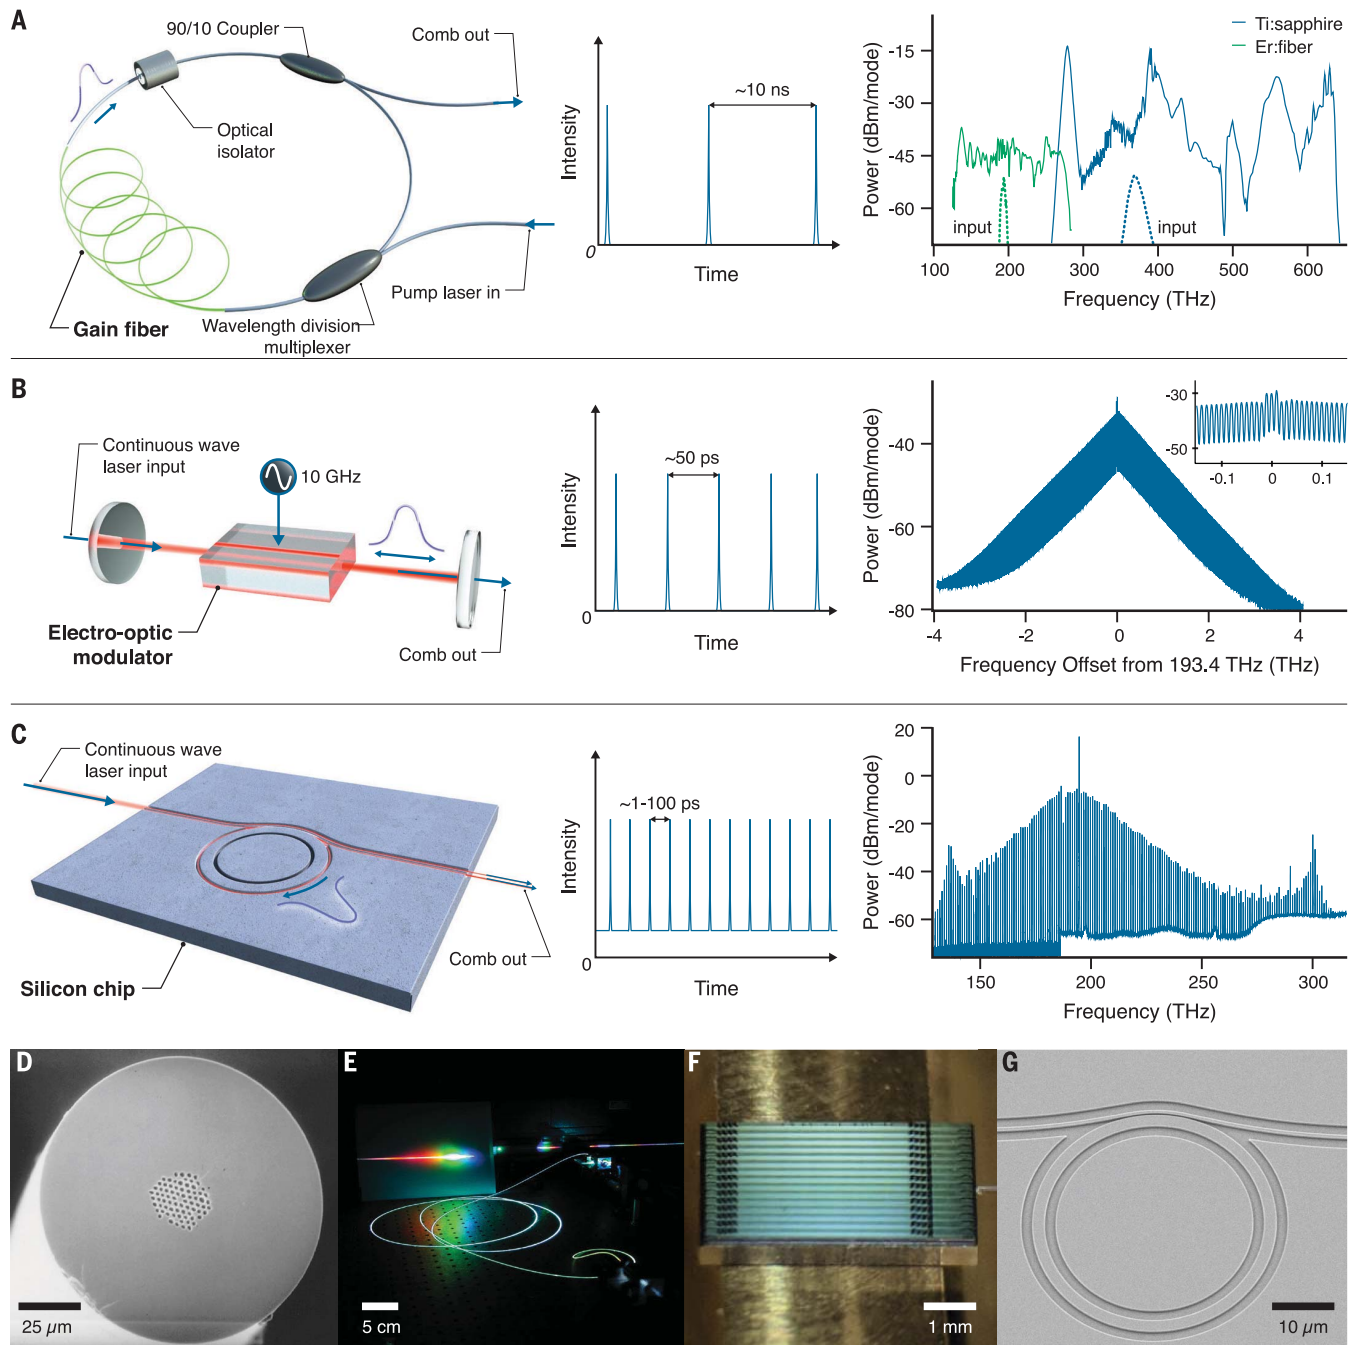 A
90/10 Coupler
Comb out
Optical
isolator
Pump laser in
Gain fiber
Wavelength division
multiplexer
Intensity
~10 ns
0
Time
Ti:sapphire
Er:fiber
Power (dBm/mode)
-15
-30
-45
-60
input
input
100 200 300 400 500 600
Frequency (THz)
B
Continuous wave
laser input
10 GHz
Electro-optic
modulator
Comb out
Intensity
~50 ps
0
Time
Power (dBm/mode)
-40
-60
-80
-30
-50
-0.1 0 0.1
-4 -2 0 2 4
Frequency Offset from 193.4 THz (THz)
C
Continuous wave
laser input
Comb out
Silicon chip
Intensity
~1-100 ps
0
Time
Power (dBm/mode)
20
0
-20
-40
-60
150 200 250 300
Frequency (THz)
D
25 µm
E
5 cm
F
1 mm
G
10 µm